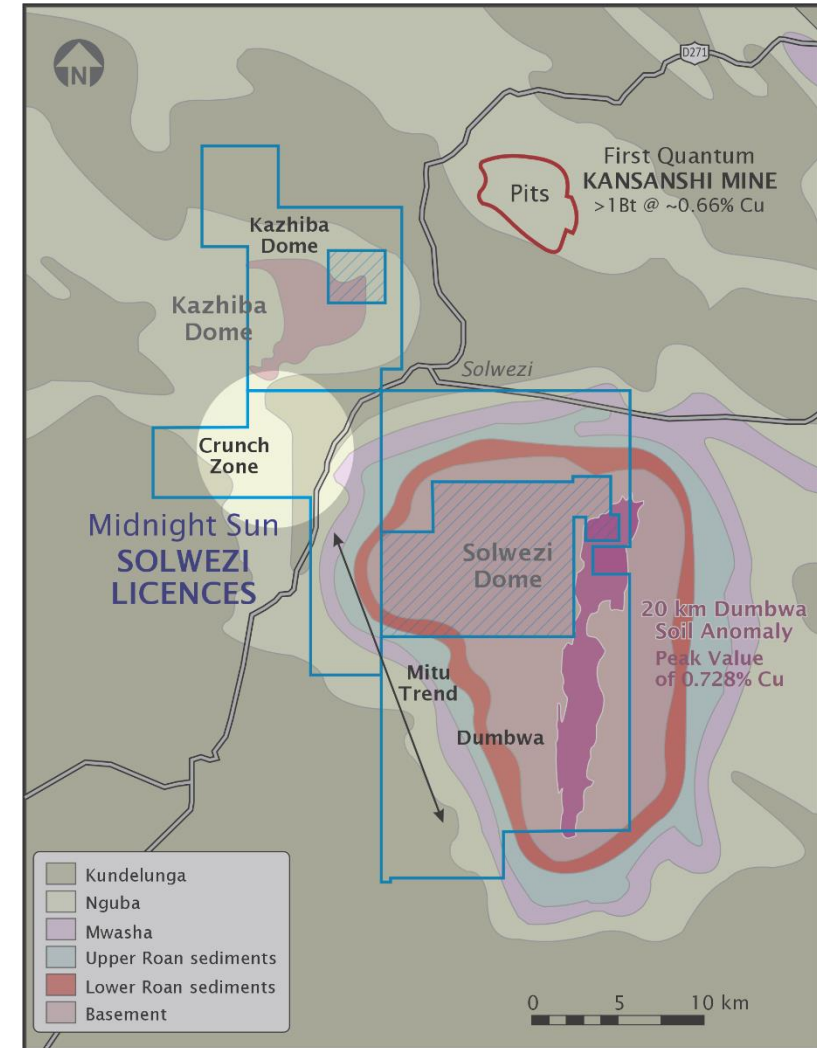 N
D271
First Quantum
KANSANSHI MINE
>1Bt @ ~0.66% Cu
Pits
Kazhiba
Dome
Kazhiba
Dome
Solwezi
Crunch
Zone
Midnight Sun
SOLWEZI
LICENCES
Solwezi
Dome
20 km Dumbwa
Soil Anomaly
Peak Value
of 0.728% Cu
Mitu
Trend
Dumbwa
Kundelunga
Nguba
Mwasha
Upper Roan sediments
Lower Roan sediments
Basement
0 5 10 km